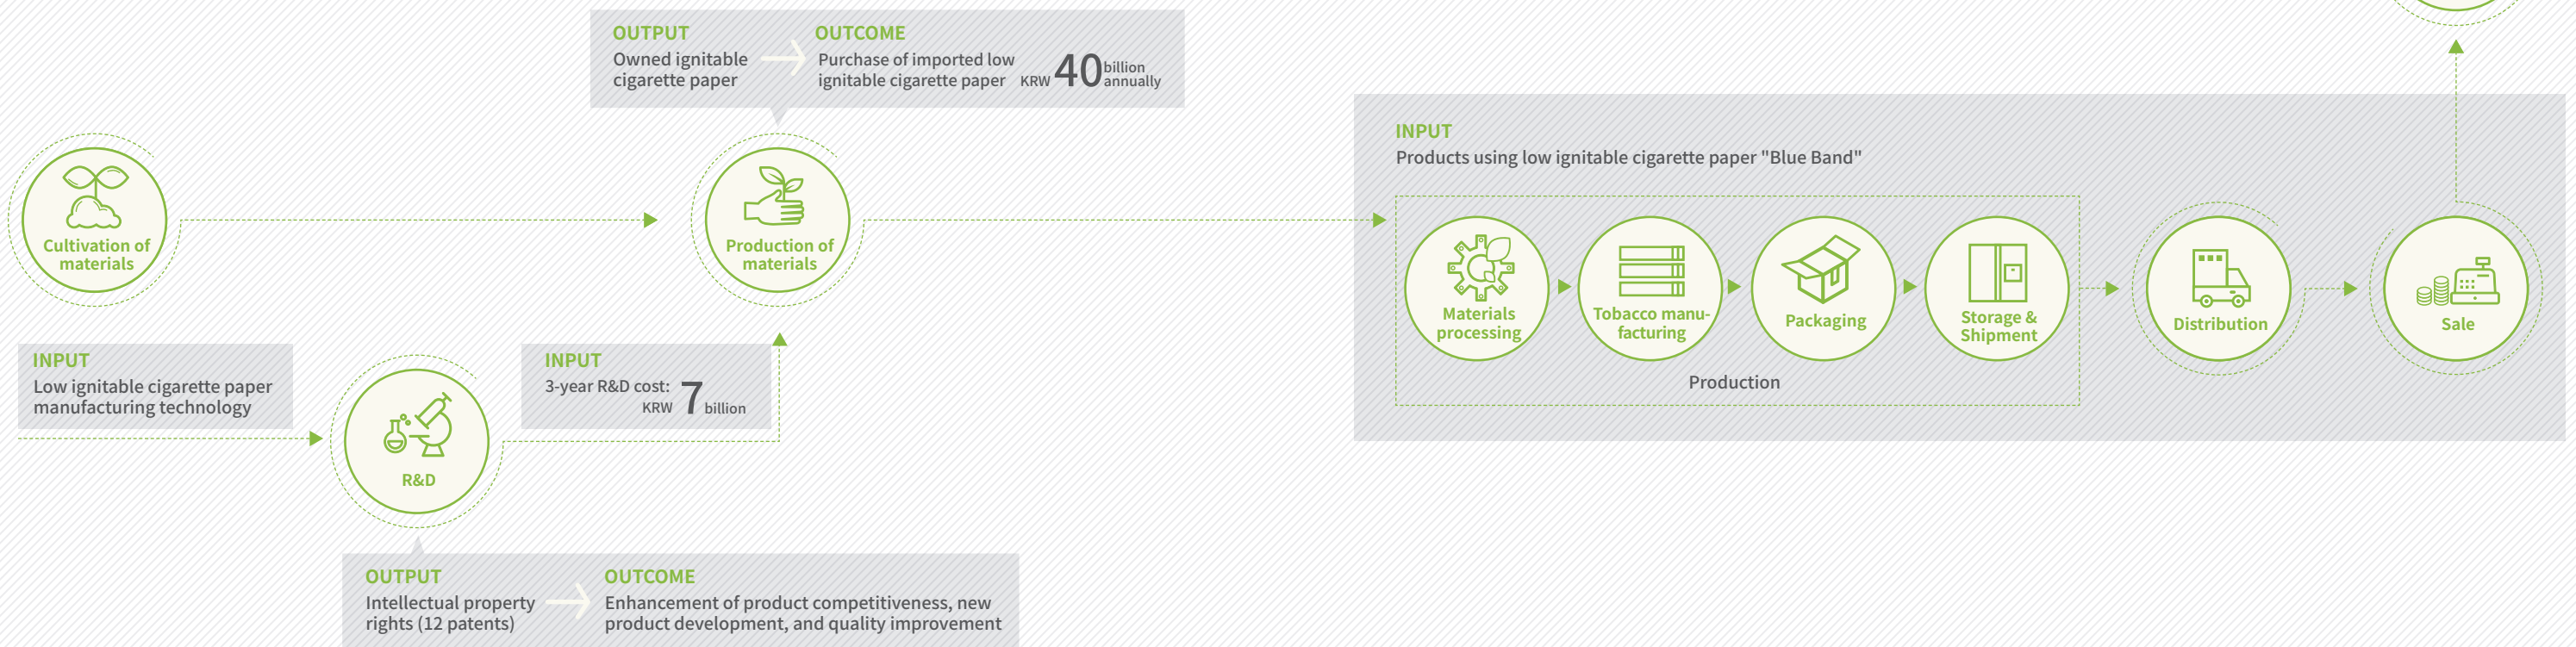 OUTPUT
Owned ignitable
cigarette paper
OUTCOME
Purchase of imported low
ignitable cigarette paper KRW 40 billion annually
Cultivation of
materials
Production of
materials
INPUT
Low ignitable cigarette paper
manufacturing technology
R&D
INPUT
3-year R&D cost:
KRW 7 billion
OUTPUT
Intellectual property
rights (12 patents)
OUTCOME
Enhancement of product competitiveness, new
product development, and quality improvement
INPUT
Products using low ignitable cigarette paper "Blue Band"
Materials
processing
Tobacco manu-
facturing
Packaging
Storage &
Shipment
Production
Distribution
Sale